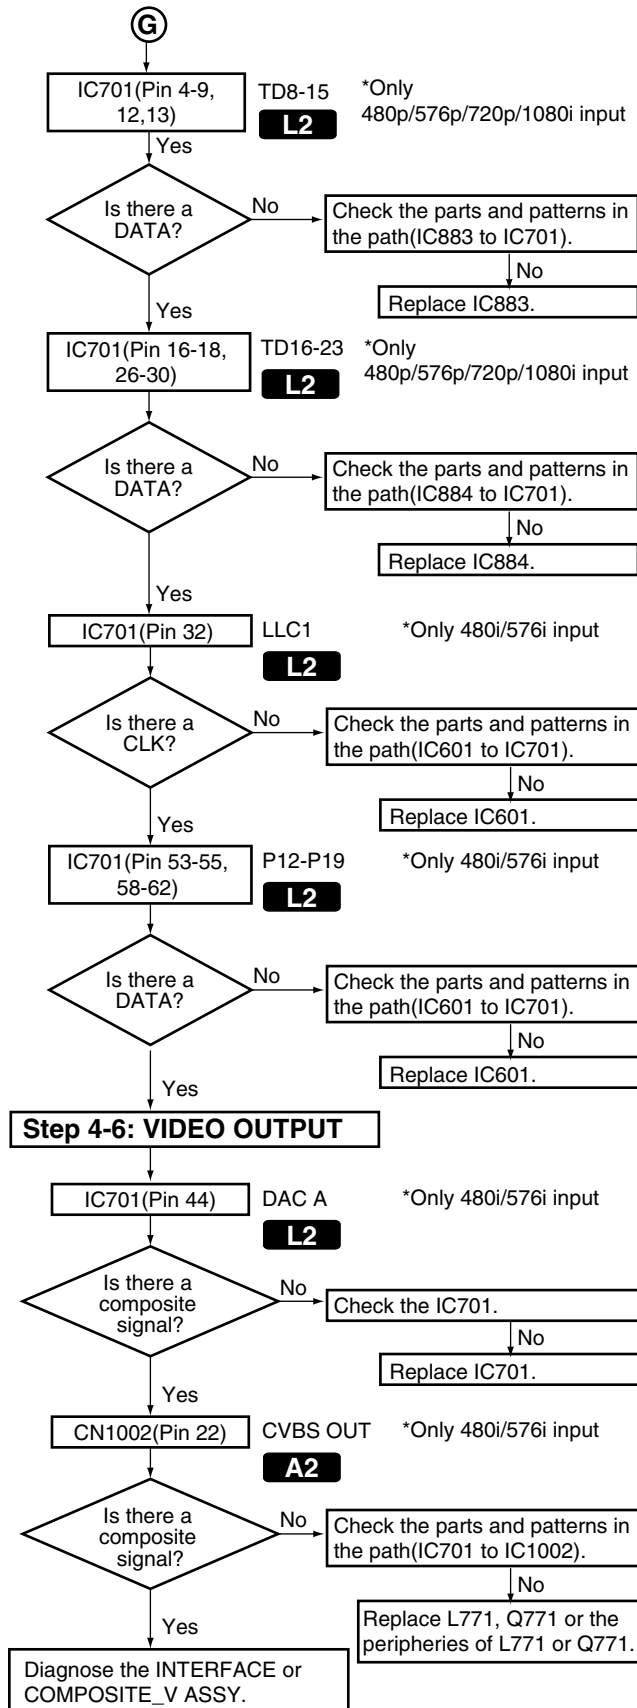 G
IC701(Pin 4-9,
12,13)
TD8-15
L2
*Only
480p/576p/720p/1080i input
Yes
Is there a
DATA?
No
Check the parts and patterns in
the path(IC883 to IC701).
No
Replace IC883.
Yes
IC701(Pin 16-18,
26-30)
TD16-23
L2
*Only
480p/576p/720p/1080i input
Is there a
DATA?
No
Check the parts and patterns in
the path(IC884 to IC701).
No
Replace IC884.
Yes
IC701(Pin 32)
LLC1
L2
*Only 480i/576i input
Is there a
CLK?
No
Check the parts and patterns in
the path(IC601 to IC701).
No
Replace IC601.
Yes
IC701(Pin 53-55,
58-62)
P12-P19
L2
*Only 480i/576i input
Is there a
DATA?
No
Check the parts and patterns in
the path(IC601 to IC701).
No
Replace IC601.
Yes
Step 4-6: VIDEO OUTPUT
IC701(Pin 44)
DAC A
L2
*Only 480i/576i input
Is there a
composite
signal?
No
Check the IC701.
No
Replace IC701.
Yes
CN1002(Pin 22)
CVBS OUT
A2
*Only 480i/576i input
Is there a
composite
signal?
No
Check the parts and patterns in
the path(IC701 to IC1002).
No
Replace L771, Q771 or the
peripheries of L771 or Q771.
Yes
Diagnose the INTERFACE or
COMPOSITE_V ASSY.